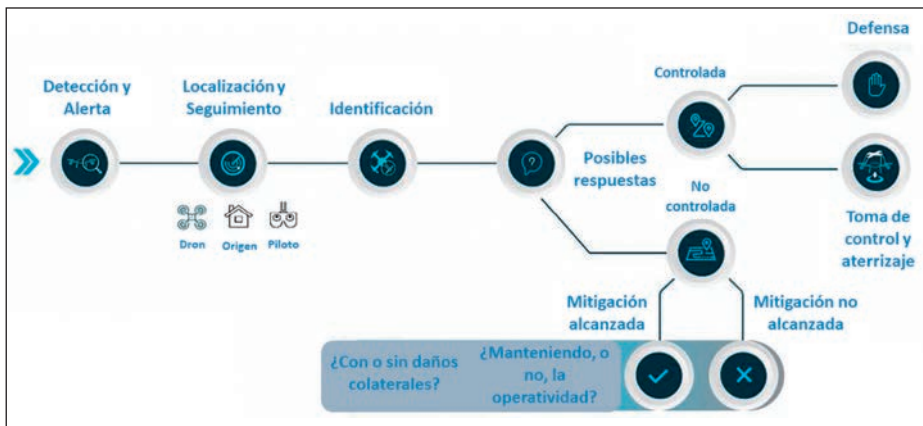 Detección y
Alerta
Localización y
Seguimiento
Identificación
Dron
Origen
Piloto
?
Posibles
respuestas
Controlada
Defensa
Toma de
control y
aterrizaje
No
controlada
Mitigación
alcanzada
Mitigación no
alcanzada
¿Con o sin daños
colaterales?
¿Manteniendo, o
no, la
operatividad?